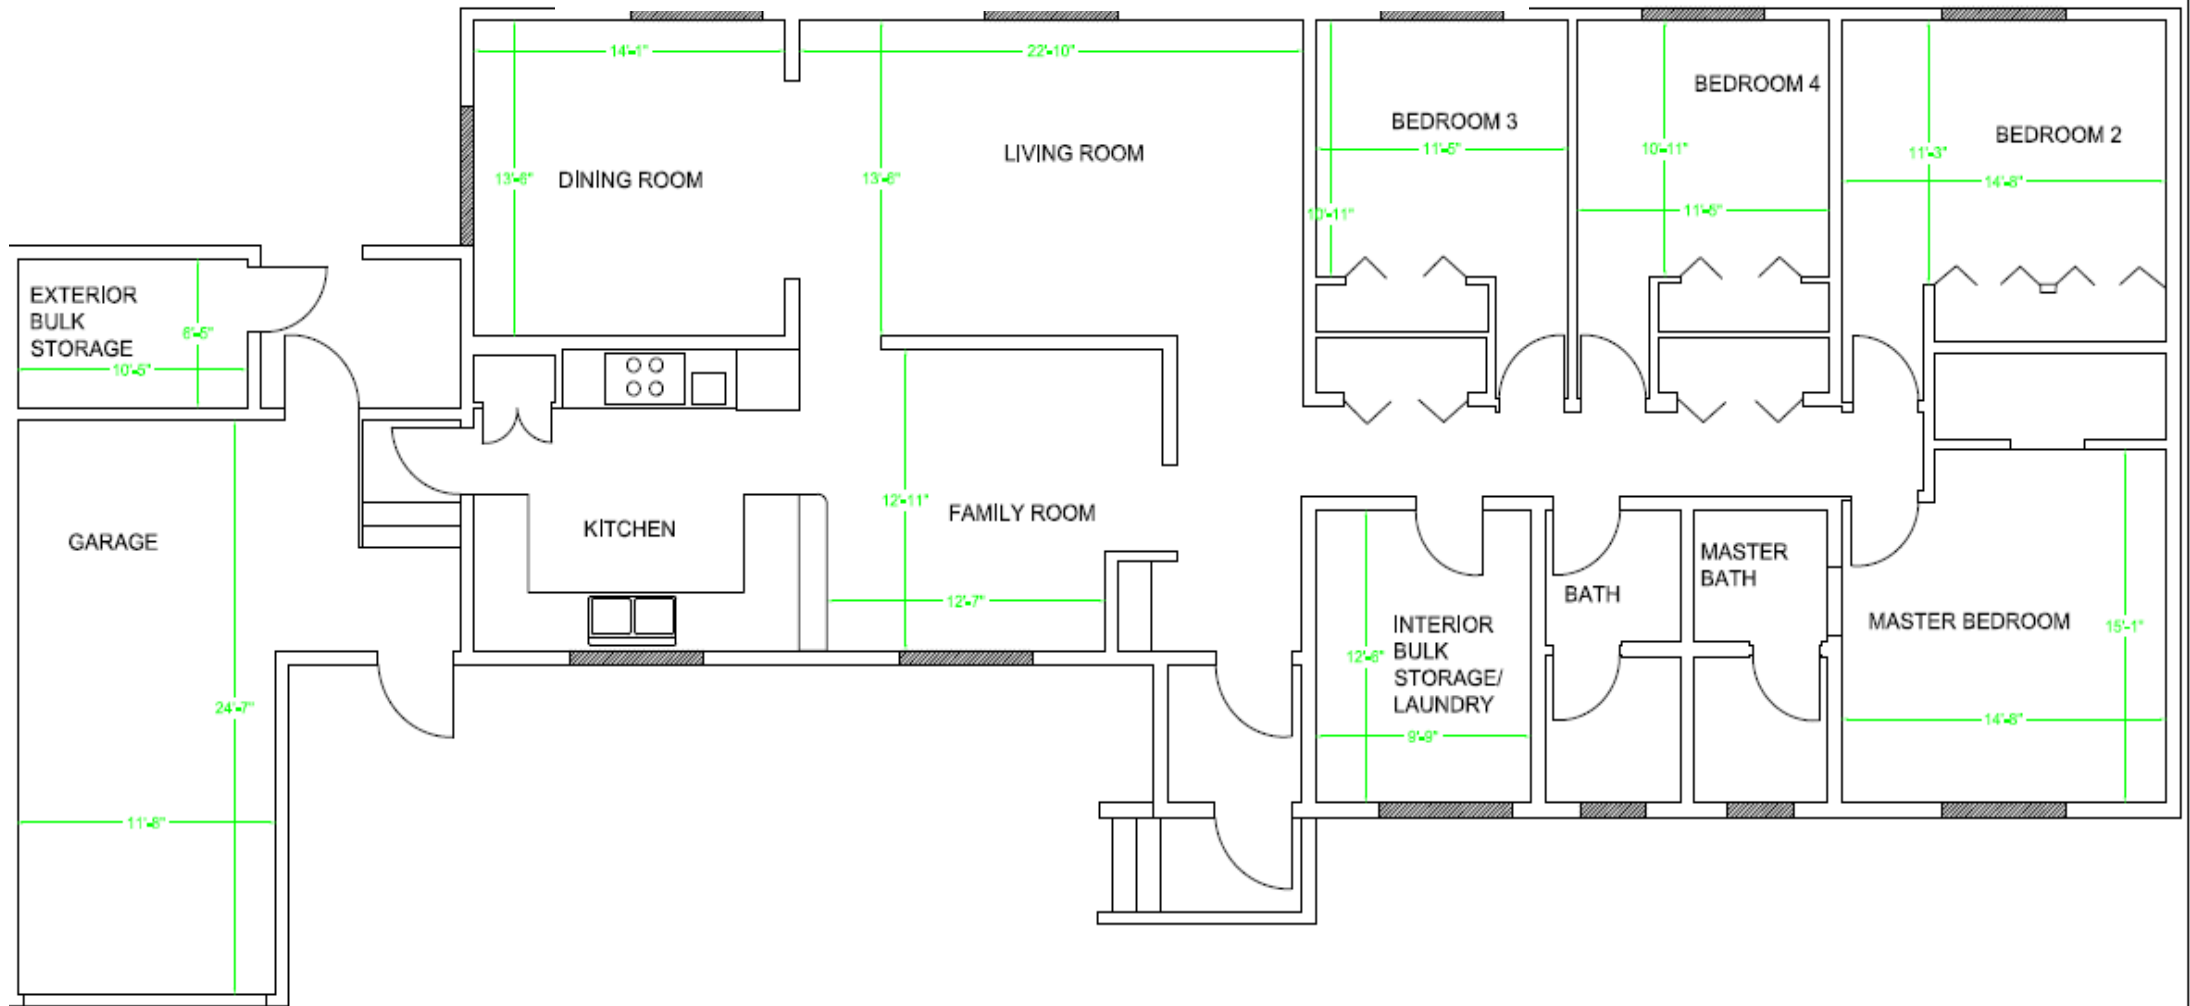 14'-1"
22'-10"
BEDROOM 4
BEDROOM 3
BEDROOM 2
11'-5"
10'-11"
11'-3"
LIVING ROOM
DINING ROOM
13'-6"
13'-6"
14'-8"
11'-5"
10'-11"
EXTERIOR
BULK
STORAGE
6'-5"
10'-5"
12'-11"
FAMILY ROOM
KITCHEN
GARAGE
MASTER
BATH
BATH
12'-7"
MASTER BEDROOM
15'-1"
INTERIOR
BULK
STORAGE/
LAUNDRY
12'-6"
24'-7"
14'-8"
9'-9"
11'-8"